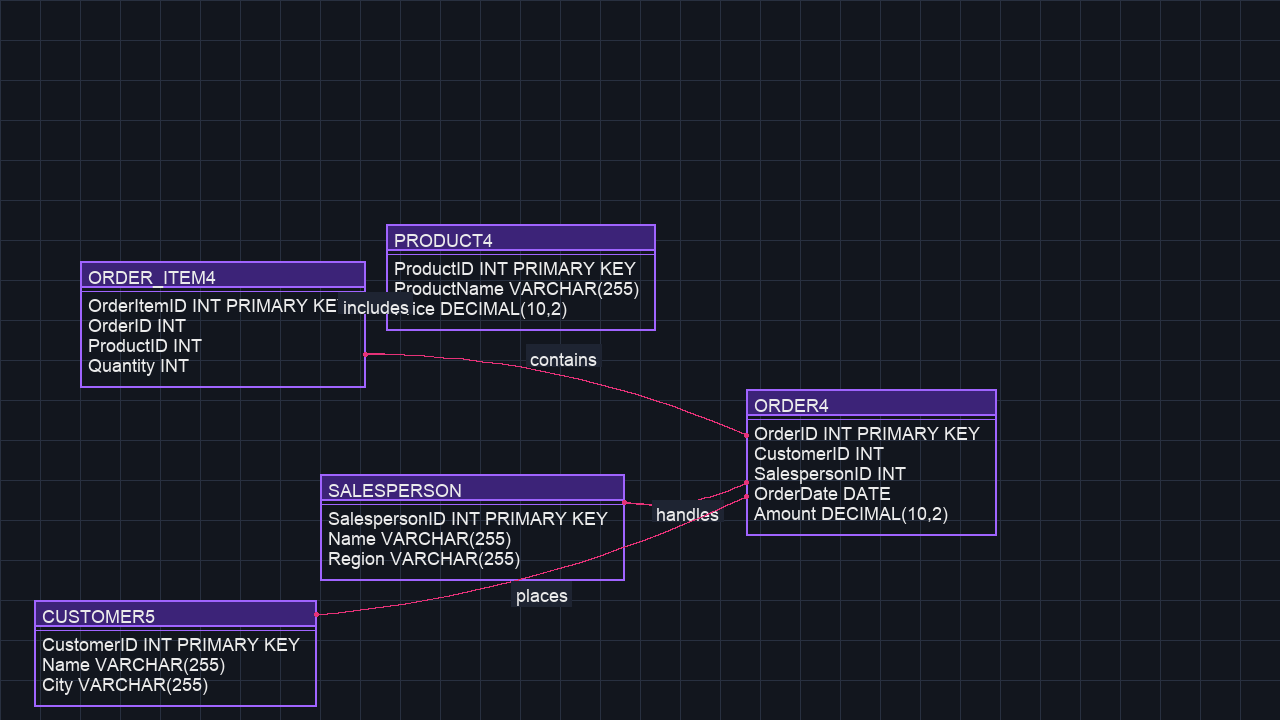 PRODUCT4
ProductID INT PRIMARY KEY
ProductName VARCHAR(255)
ice DECIMAL(10,2)
ORDER_ITEM4
OrderItemID INT PRIMARY KE
OrderID INT
ProductID INT
Quantity INT
includes
contains
ORDER4
OrderID INT PRIMARY KEY
CustomerID INT
SalespersonID INT
OrderDate DATE
Amount DECIMAL(10,2)
SALESPERSON
SalespersonID INT PRIMARY KEY
Name VARCHAR(255)
Region VARCHAR(255)
handles
places
CUSTOMER5
CustomerID INT PRIMARY KEY
Name VARCHAR(255)
City VARCHAR(255)